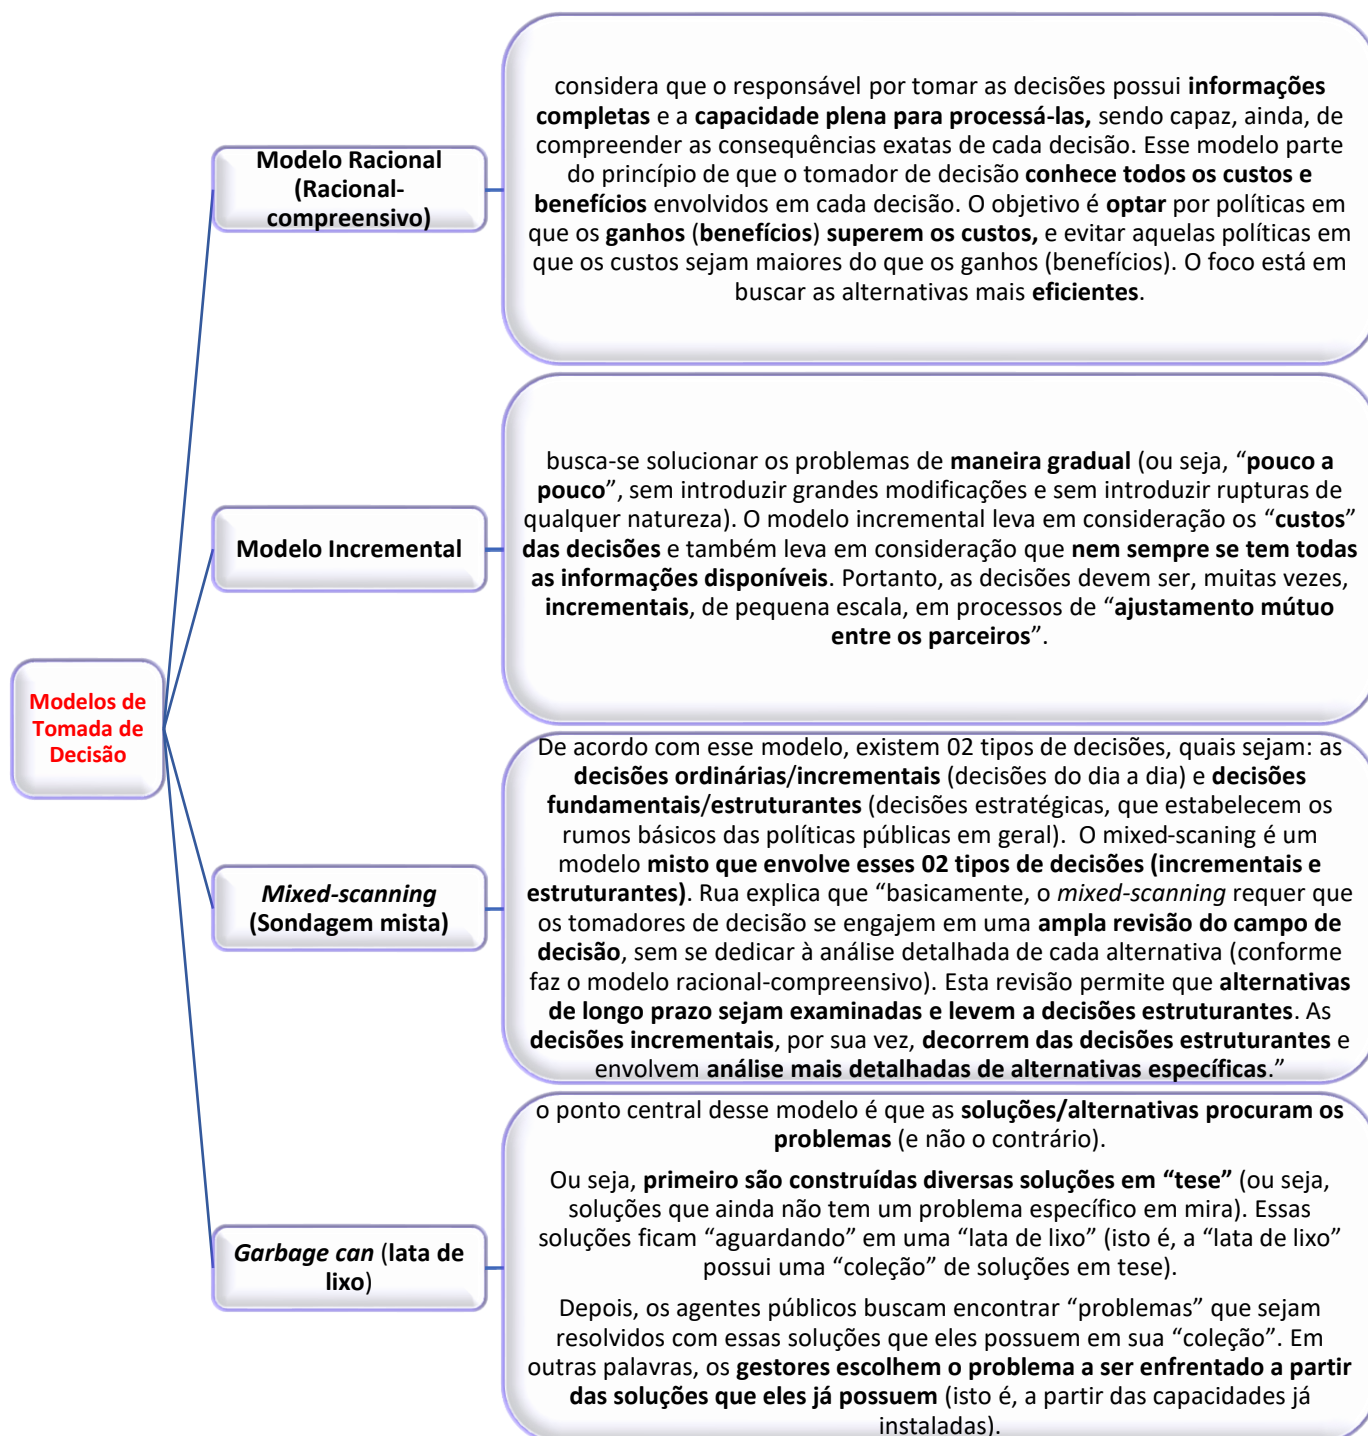 considera que o responsável por tomar as decisões possui informações
completas e a capacidade plena para processá-las, sendo capaz, ainda, de
compreender as consequências exatas de cada decisão. Esse modelo parte
do princípio de que o tomador de decisão conhece todos os custos e
benefícios envolvidos em cada decisão. O objetivo é optar por políticas em
que os ganhos (benefícios) superem os custos, e evitar aquelas políticas em
que os custos sejam maiores do que os ganhos (benefícios). O foco está em
buscar as alternativas mais eficientes.
Modelo Racional
(Racional-
compreensivo)
busca-se solucionar os problemas de maneira gradual (ou seja, “pouco a
pouco”, sem introduzir grandes modificações e sem introduzir rupturas de
qualquer natureza). O modelo incremental leva em consideração os “custos”
das decisões e também leva em consideração que nem sempre se tem todas
as informações disponíveis. Portanto, as decisões devem ser, muitas vezes,
incrementais, de pequena escala, em processos de “ajustamento mútuo
entre os parceiros”.
Modelo Incremental
Modelos de
Tomada de
Decisão
De acordo com esse modelo, existem 02 tipos de decisões, quais sejam: as
decisões ordinárias/incrementais (decisões do dia a dia) e decisões
fundamentais/estruturantes (decisões estratégicas, que estabelecem os
rumos básicos das políticas públicas em geral). O mixed-scaning é um
modelo misto que envolve esses 02 tipos de decisões (incrementais e
estruturantes). Rua explica que “basicamente, o mixed-scanning requer que
os tomadores de decisão se engajem em uma ampla revisão do campo de
decisão, sem se dedicar à análise detalhada de cada alternativa (conforme
faz o modelo racional-compreensivo). Esta revisão permite que alternativas
de longo prazo sejam examinadas e levem a decisões estruturantes. As
decisões incrementais, por sua vez, decorrem das decisões estruturantes e
envolvem análise mais detalhadas de alternativas específicas.”
Mixed-scanning
(Sondagem mista)
o ponto central desse modelo é que as soluções/alternativas procuram os
problemas (e não o contrário).
Ou seja, primeiro são construídas diversas soluções em “tese” (ou seja,
soluções que ainda não tem um problema específico em mira). Essas
soluções ficam “aguardando” em uma “lata de lixo” (isto é, a “lata de lixo”
possui uma “coleção” de soluções em tese).
Depois, os agentes públicos buscam encontrar “problemas” que sejam
resolvidos com essas soluções que eles possuem em sua “coleção”. Em
outras palavras, os gestores escolhem o problema a ser enfrentado a partir
das soluções que eles já possuem (isto é, a partir das capacidades já
instaladas).
Garbage can (lata de
lixo)